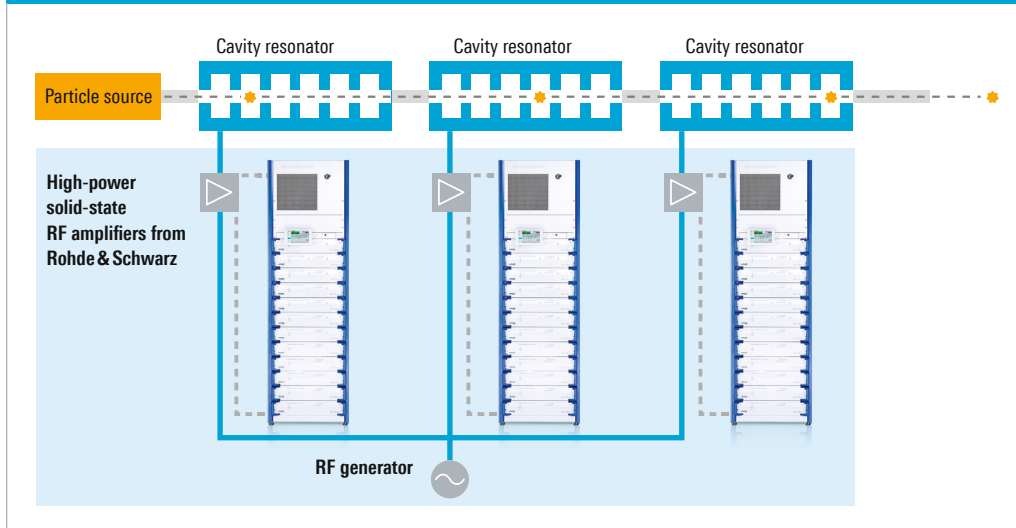 Cavity resonator
Cavity resonator
Cavity resonator
Particle source
High-power
solid-state
RF amplifiers from
Rohde & Schwarz
RF generator